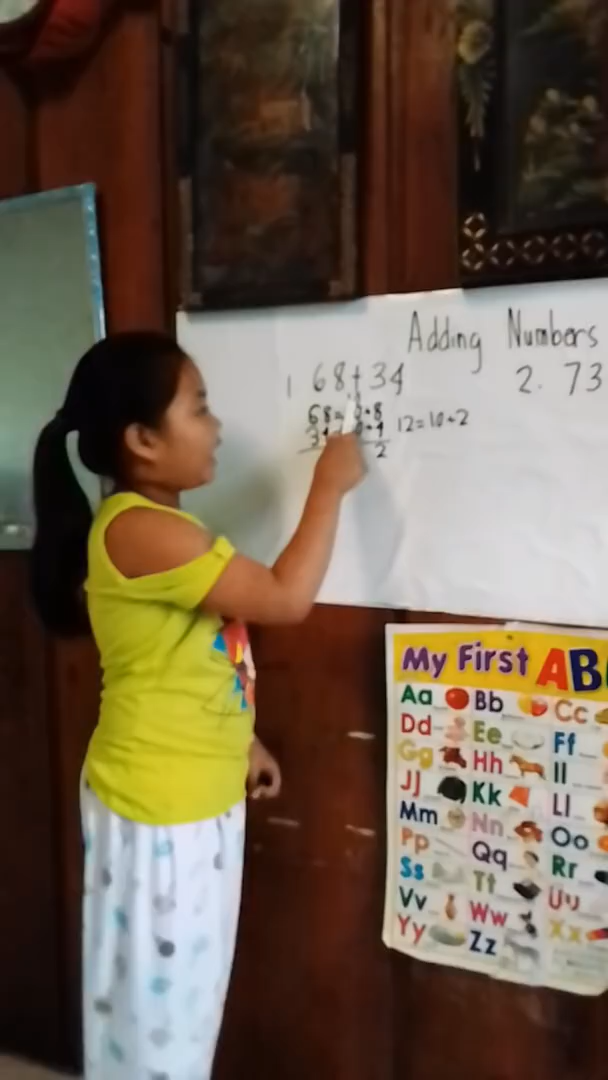 Adding Numbers
1 68+34
2. 73
68
12=10+2
2
My First AB
Aa Bb Cc
Dd Ee Ff
Gg Hh II
JJ Kk Ll
Mm Nn Oo
Pp Qq Rr
Ss Tt Uu
Vv Ww Xx
Yy Zz